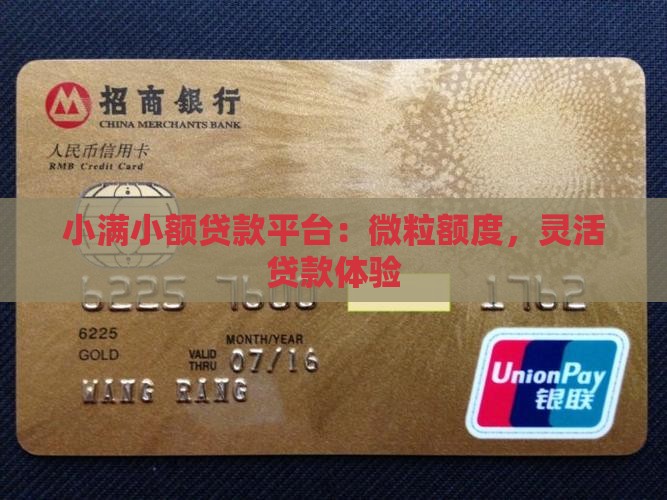 招商银行
CHINA MERCHANTS BANK
人民币信用卡
RMB Credit Card
小满小额贷款平台：微粒额度，灵活
贷款体验
6225 7600 1762
6225
GOLD
MONTH/YEAR
VALID
THRU 07/16
WANG RANG
UnionPay
银联